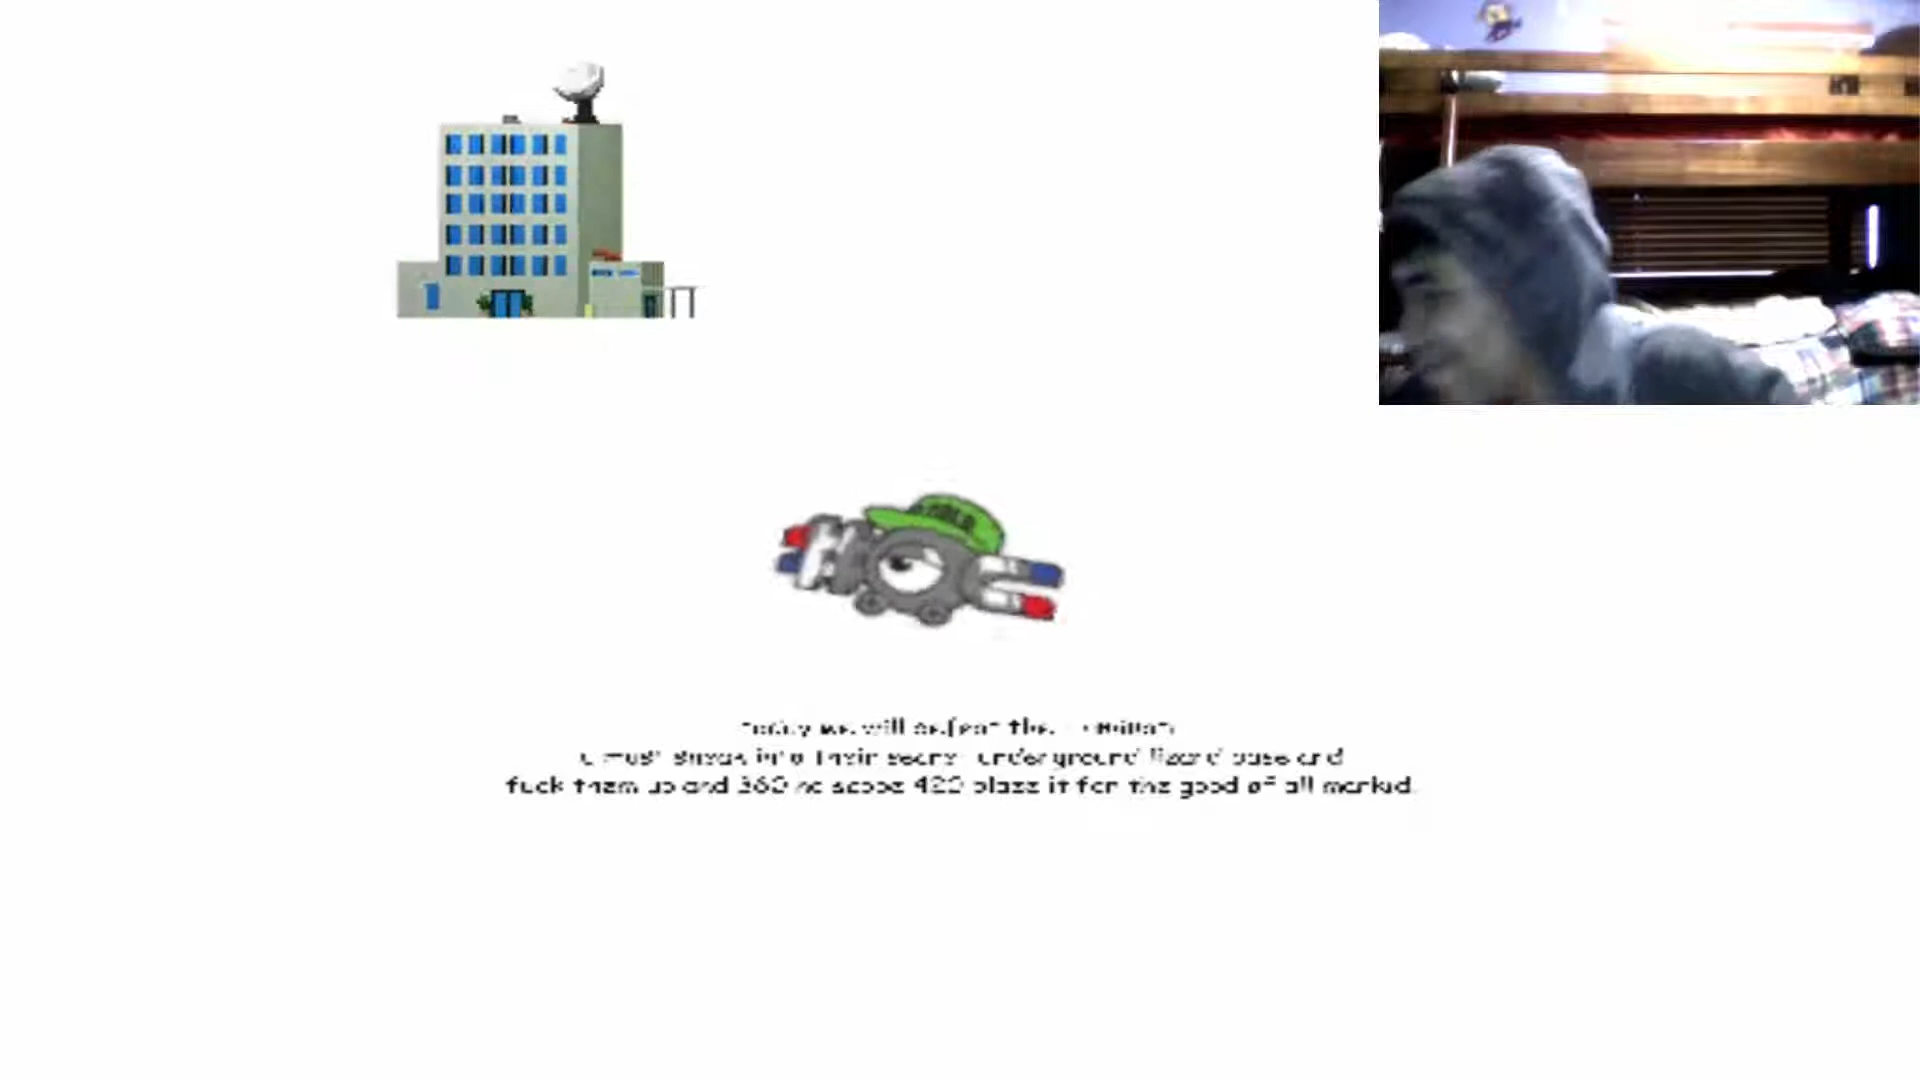 today we will defeat the
u must sneak into their secret underground lizard base and
fuck them up and 360 no scope 420 blaze it for the good of all mankid.